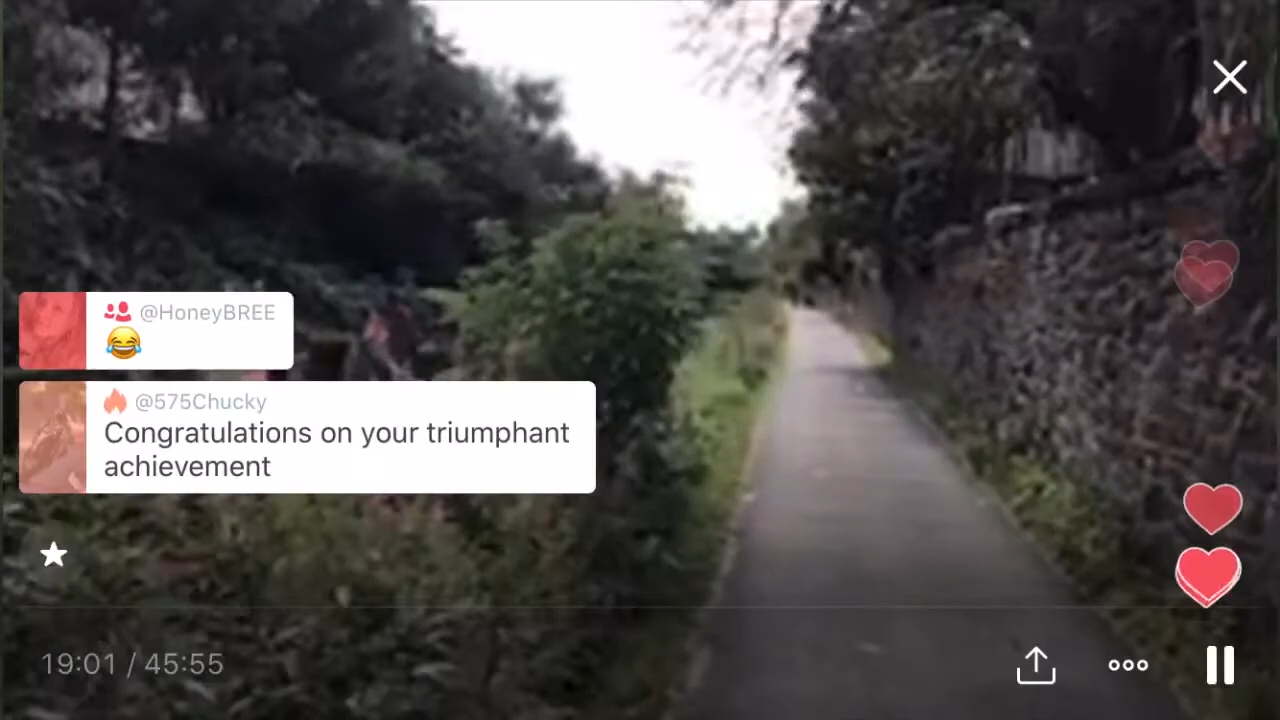 @HoneyBREE
😂
@575Chucky
Congratulations on your triumphant
achievement
19:01 / 45:55